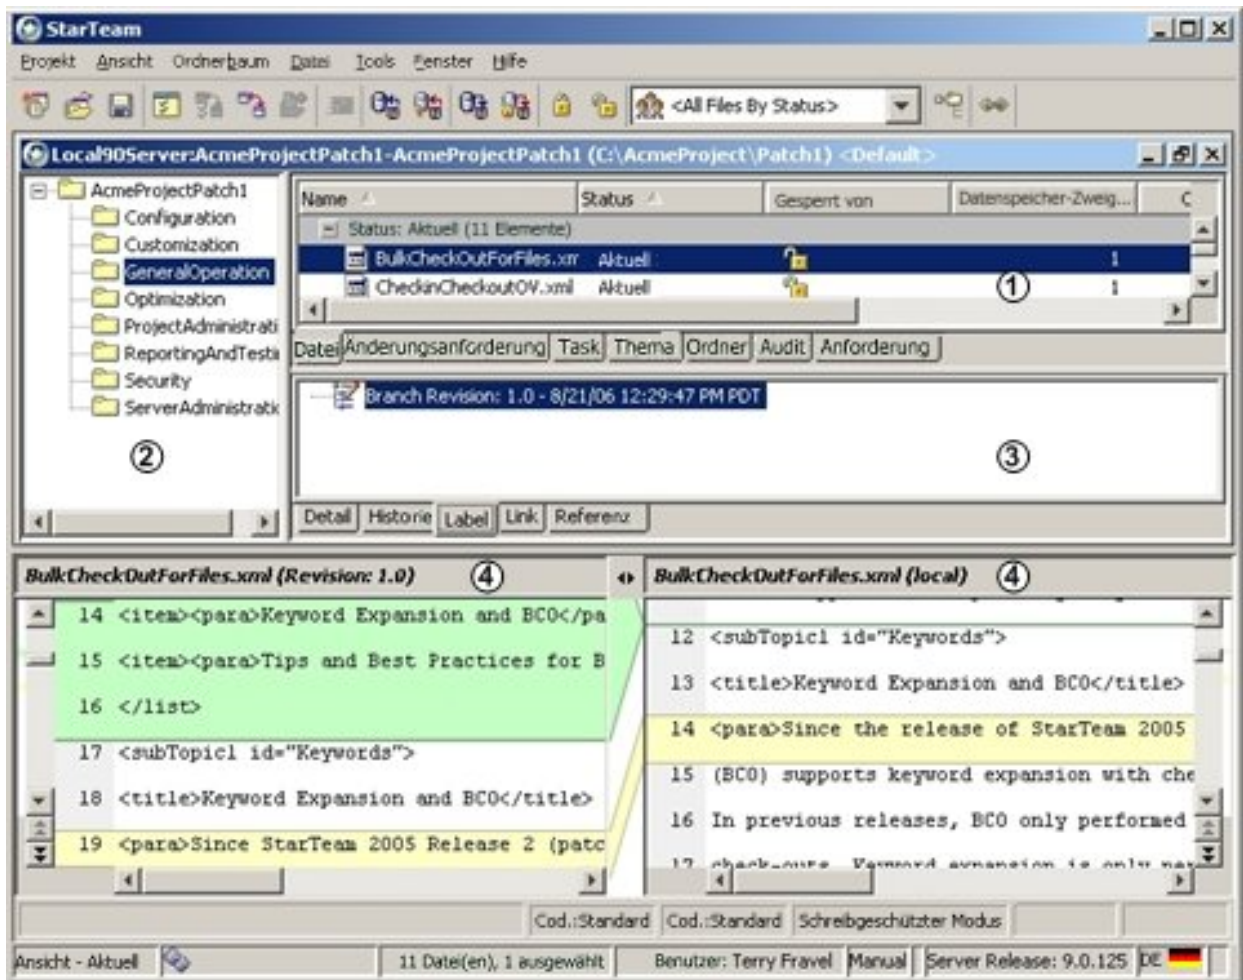 StarTeam
Projekt Ansicht Ordnerbaum Datei Tools Fenster Hilfe
<All Files By Status>
Local90Server:AcmeProjectPatch1-AcmeProjectPatch1 (C:\AcmeProject\Patch1) <Default>
AcmeProjectPatch1
Configuration
Customization
GeneralOperation
Optimization
ProjectAdministrati
ReportingAndTesti
Security
ServerAdministratic
2
Name Status Gesperrt von Datenspeicher-Zweig... C
Status: Aktuell (11 Elemente)
BulkCheckOutForFiles.xm Aktuell 1
CheckinCheckoutOV.xml Aktuell 1
1
Datei Änderungsanforderung Task Thema Ordner Audit Anforderung
Branch Revision: 1.0 - 8/21/06 12:29:47 PM PDT
3
Detail Historie Label Link Referenz
BulkCheckOutForFiles.xml (Revision: 1.0) 4
14 <item><para>Keyword Expansion and BCO</pa
15 <item><para>Tips and Best Practices for B
16 </list>
17 <subTopic1 id="Keywords">
18 <title>Keyword Expansion and BCO</title>
19 <para>Since StarTeam 2005 Release 2 (patc
BulkCheckOutForFiles.xml (local) 4
12 <subTopic1 id="Keywords">
13 <title>Keyword Expansion and BCO</title>
14 <para>Since the release of StarTeam 2005
15 (BCO) supports keyword expansion with che
16 In previous releases, BCO only performed
17 check-outs. Keyword expansion is only per
Cod.:Standard Cod.:Standard Schreibgeschützter Modus
Ansicht - Aktuell 11 Datei(en), 1 ausgewählt Benutzer: Terry Fravel Manual Server Release: 9.0.125 DE